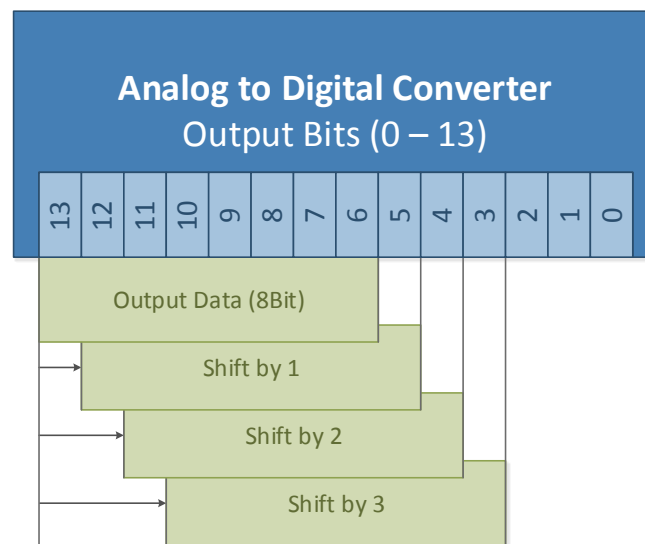 Analog to Digital Converter
Output Bits (0 – 13)
13 12 11 10 9 8 7 6 5 4 3 2 1 0
Output Data (8Bit)
Shift by 1
Shift by 2
Shift by 3